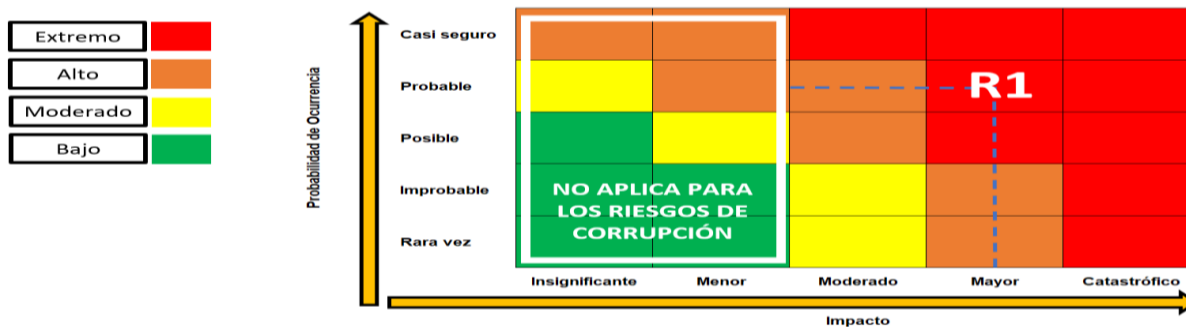 Extremo
Alto
Moderado
Bajo
Probabilidad de Ocurrencia
Casi seguro
Probable
Posible
Improbable
Rara vez
R1
NO APLICA PARA
LOS RIESGOS DE
CORRUPCIÓN
Insignificante
Menor
Moderado
Mayor
Catastrófico
Impacto